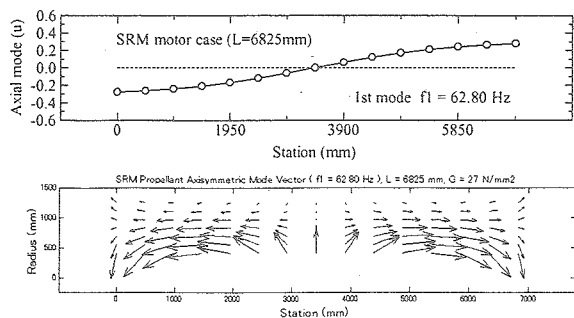 0.6
0.4
0.2
0.0
-0.2
-0.4
-0.6
Axial mode (u)
SRM motor case (L=6825mm)
1st mode f1 = 62.80 Hz
0 1950 3900 5850
Station (mm)
SRM Propellant Axisymmetric Mode Vector ( f1 = 62.80 Hz ), L = 6825 mm, G = 27 N/mm2
1500
1000
500
0
Radius (mm)
0 1000 2000 3000 4000 5000 6000 7000
Station (mm)